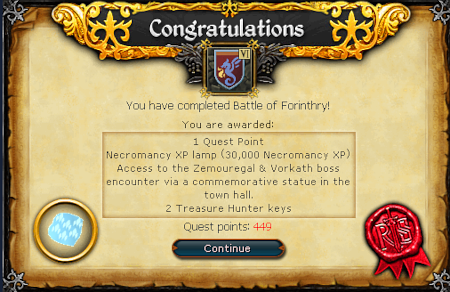 Congratulations
VI
You have completed Battle of Forinthry!
You are awarded:
1 Quest Point
Necromancy XP lamp (30,000 Necromancy XP)
Access to the Zemouregal & Vorkath boss
encounter via a commemorative statue in the
town hall.
2 Treasure Hunter keys
Quest points: 449
Continue